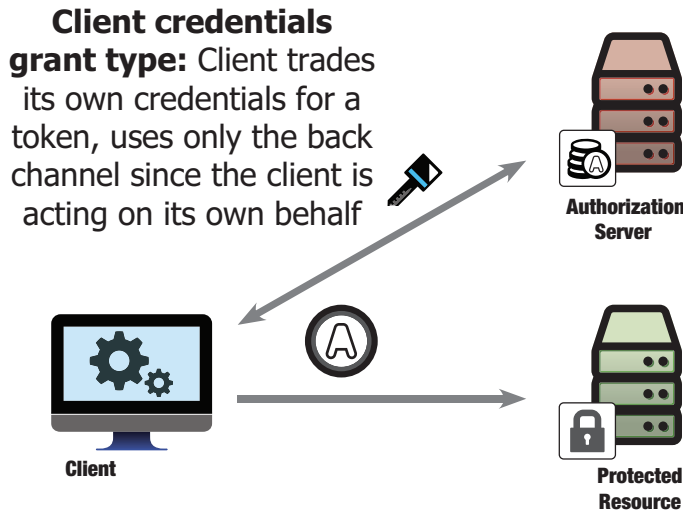 Client credentials
grant type: Client trades
its own credentials for a
token, uses only the back
channel since the client is
acting on its own behalf
A
Authorization
Server
A
Client
Protected
Resource